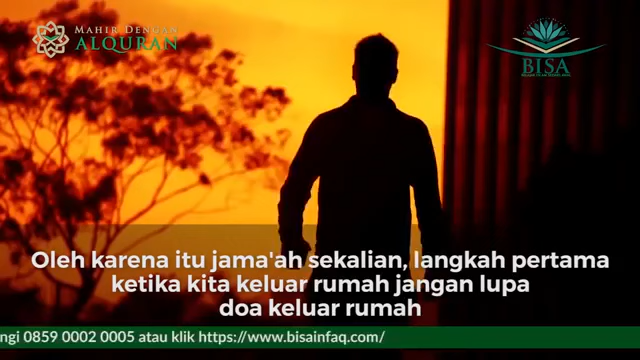 MAHIR DENGAN
ALQURAN
BISA
Oleh karena itu jama'ah sekalian, langkah pertama
ketika kita keluar rumah jangan lupa
doa keluar rumah
ngi 0859 0002 0005 atau klik https://www.bisainfaq.com/